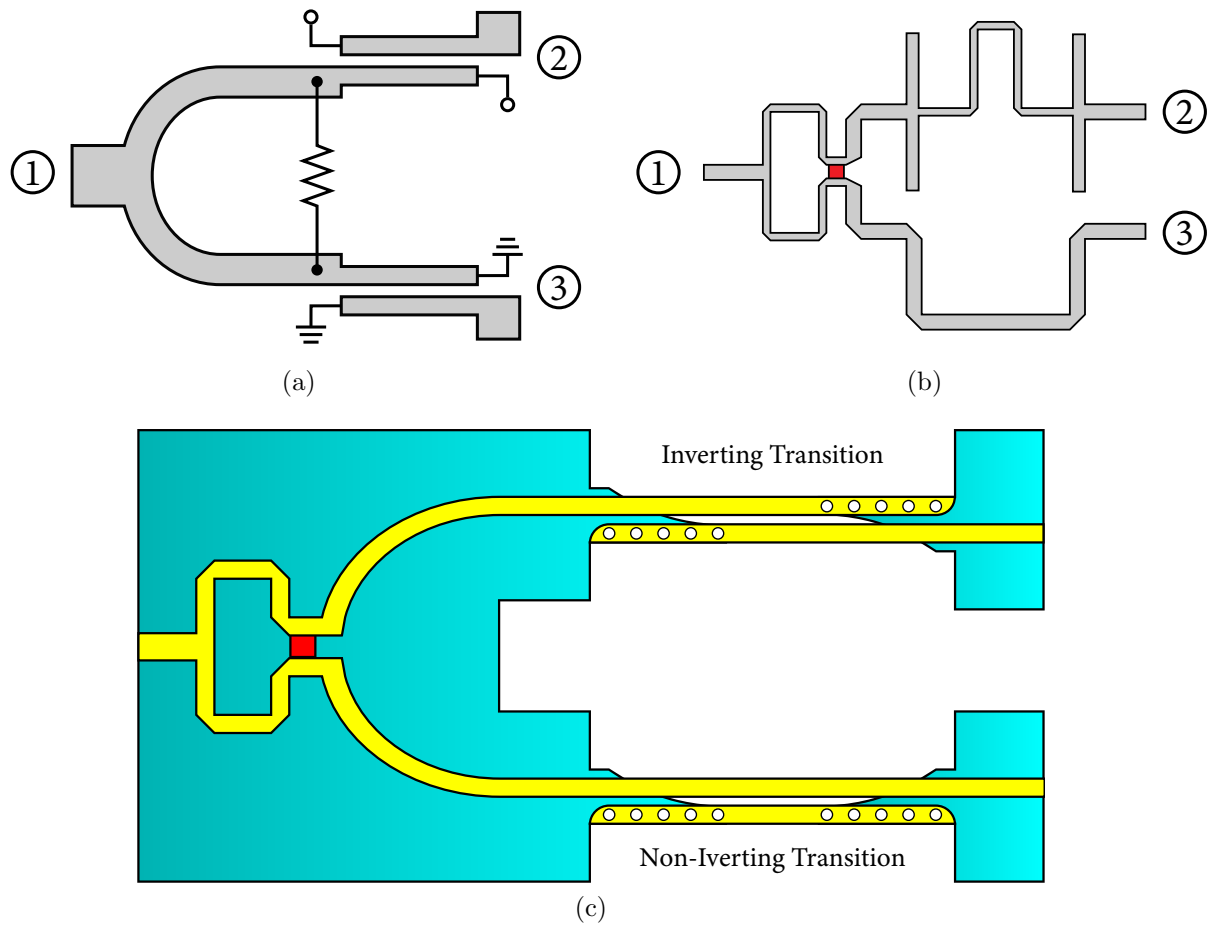 ②
②
①
①
③
③
(a)
(b)
Inverting Transition
Non-Iverting Transition
(c)